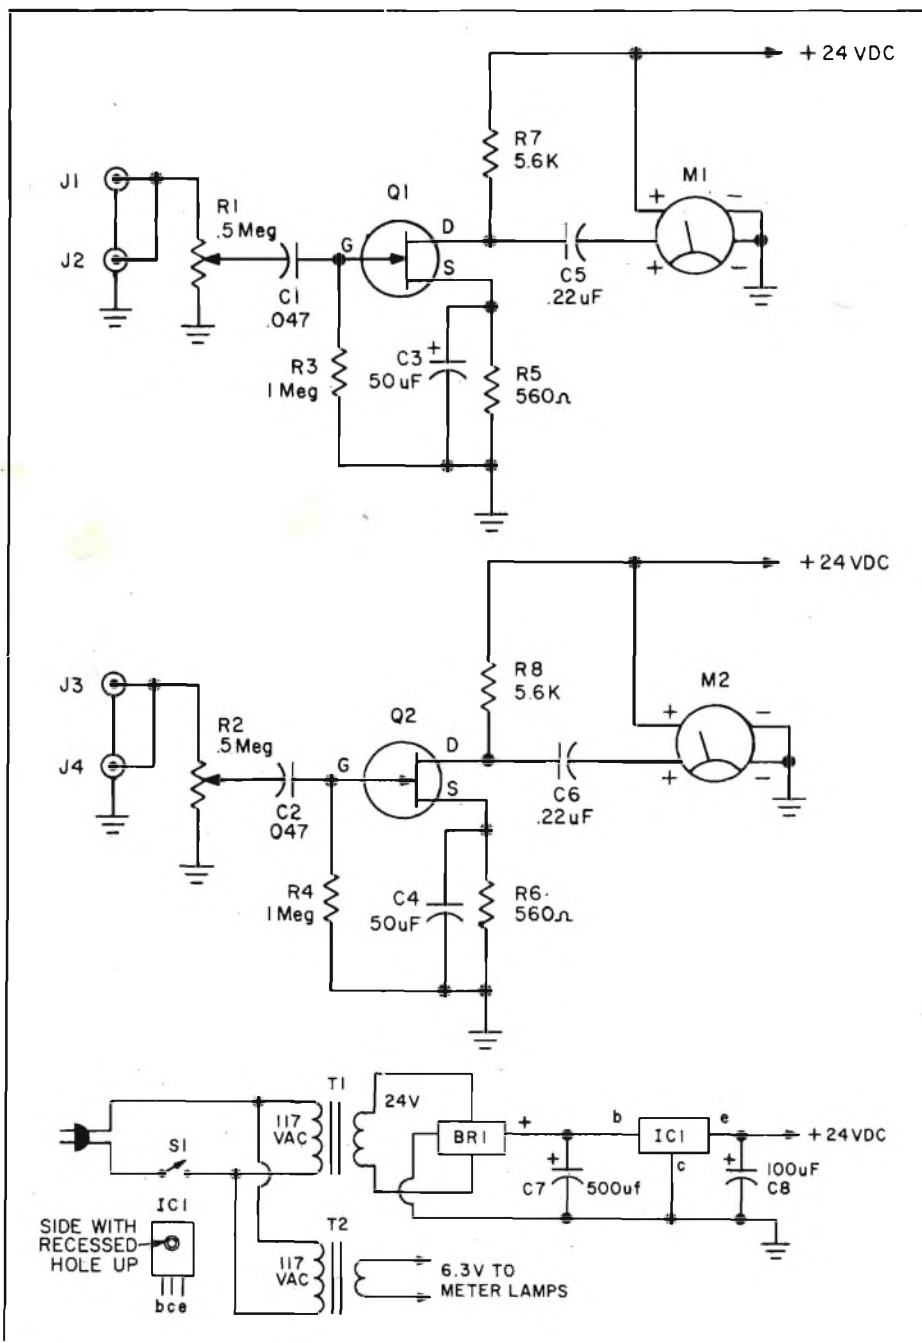 + 24 VDC
R7
5.6K
J1
Q1
M1
R1
.5 Meg
D
+
-
G
J2
S
+
-
C5
.22uF
C1
.047
R3
1 Meg
C3
+
50uF
R5
560Ω
+ 24 VDC
J3
R8
5.6K
M2
R2
.5 Meg
Q2
D
+
-
G
J4
S
+
-
C6
.22uF
C2
047
R4
1 Meg
C4
50uF
R6.
560Ω
T1
117
VAC
24V
BR1
+
b
IC1
e
+24VDC
S1
c
+
C7
500uf
+
100uF
C8
IC1
SIDE WITH
RECESSED
HOLE UP
bce
T2
117
VAC
6.3V TO
METER LAMPS